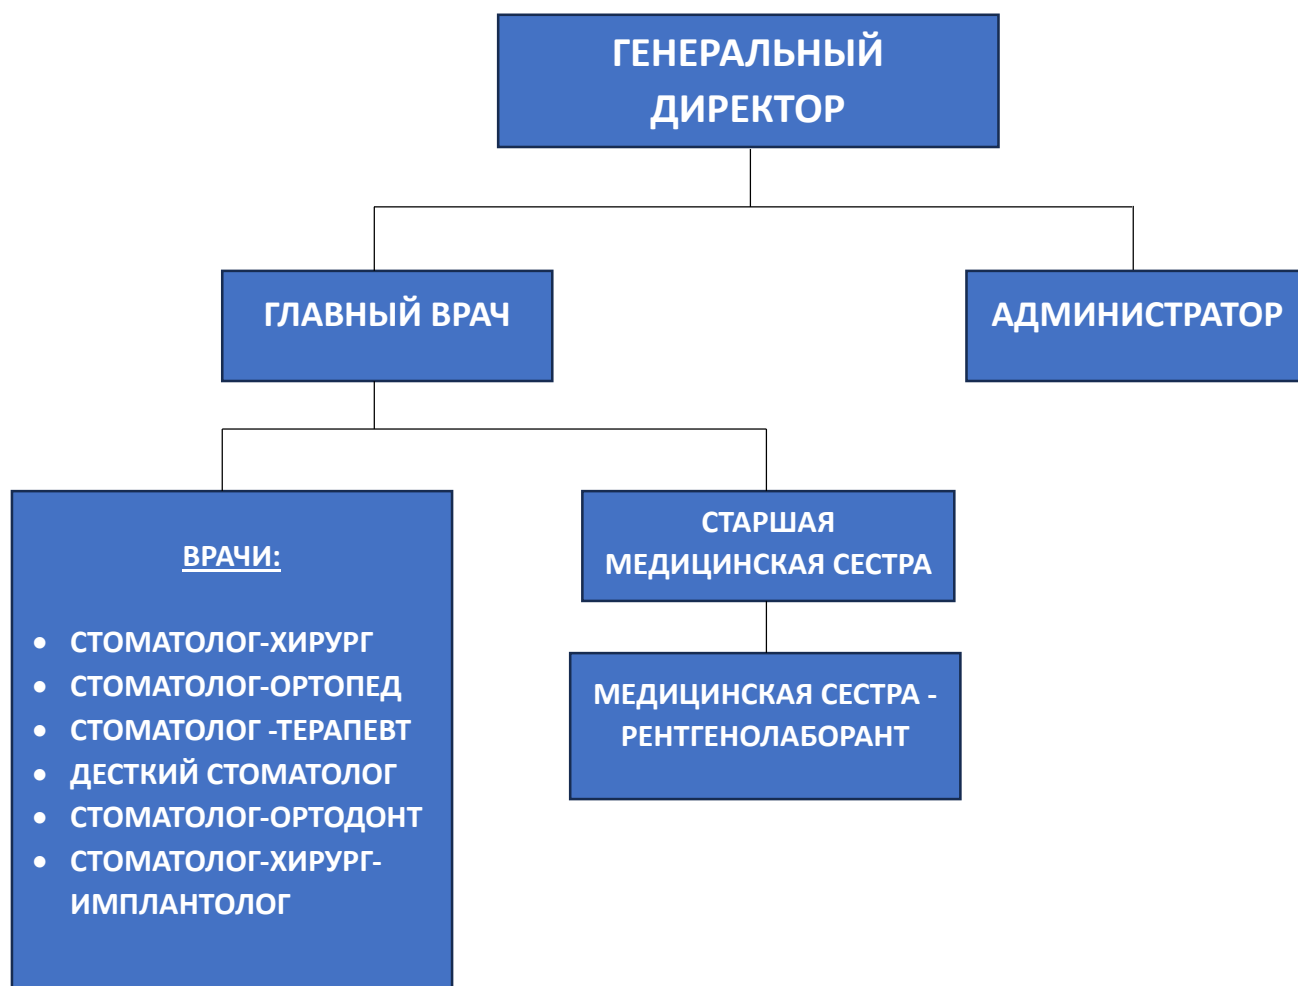 ГЕНЕРАЛЬНЫЙ
ДИРЕКТОР
ГЛАВНЫЙ ВРАЧ
АДМИНИСТРАТОР
ВРАЧИ:
• СТОМАТОЛОГ-ХИРУРГ
• СТОМАТОЛОГ-ОРТОПЕД
• СТОМАТОЛОГ -ТЕРАПЕВТ
• ДЕСТКИЙ СТОМАТОЛОГ
• СТОМАТОЛОГ-ОРТОДОНТ
• СТОМАТОЛОГ-ХИРУРГ-
ИМПЛАНТОЛОГ
СТАРШАЯ
МЕДИЦИНСКАЯ СЕСТРА
МЕДИЦИНСКАЯ СЕСТРА -
РЕНТГЕНОЛАБОРАНТ